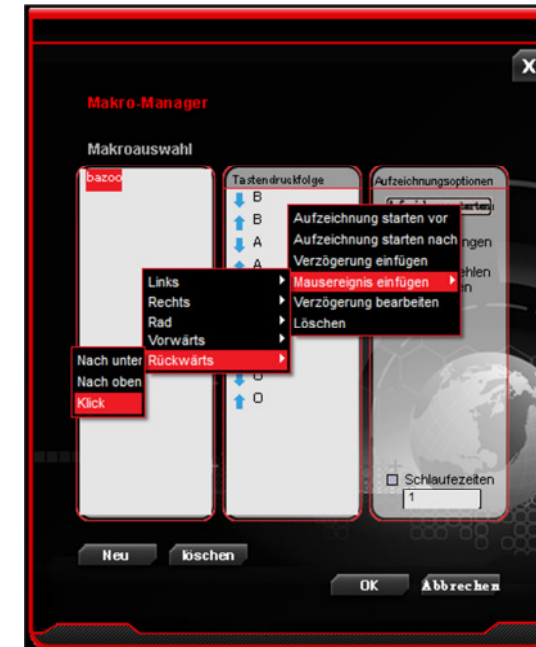 X
Makro-Manager
Makroauswahl
bazoo
Tastendruckfolge
B
B
A
A
O
O
Aufzeichnungsoptionen
Aufzeichnung starten vor
Aufzeichnung starten nach
Verzögerung einfügen
Mausereignis einfügen
Verzögerung bearbeiten
Löschen
Links
Rechts
Rad
Vorwärts
Rückwärts
Nach unter
Nach oben
Klick
Schlaufezeiten
1
Neu
löschen
OK
Abbrechen